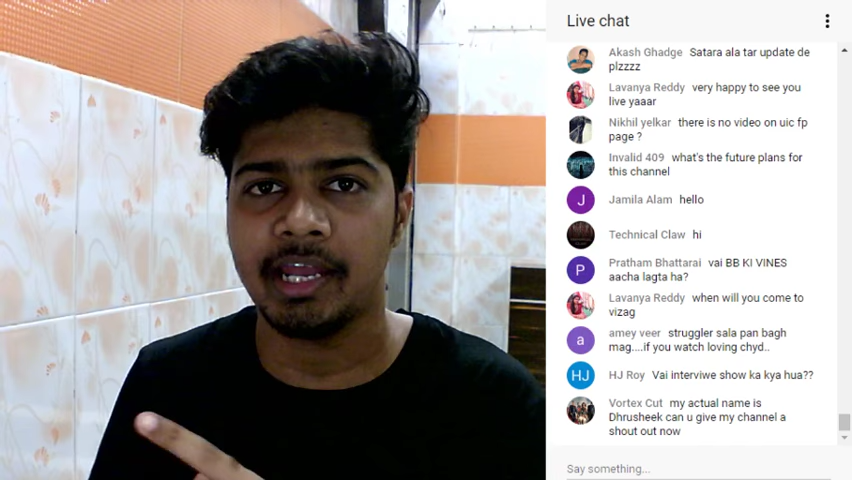 Live chat
Akash Ghadge Satara ala tar update de
plzzzz
Lavanya Reddy very happy to see you
live yaaar
Nikhil yelkar there is no video on uic fp
page ?
Invalid 409 what's the future plans for
this channel
J Jamila Alam hello
Technical Claw hi
P Pratham Bhattarai vai BB KI VINES
aacha lagta ha?
Lavanya Reddy when will you come to
vizag
a amey veer struggler sala pan bagh
mag....if you watch loving chyd..
HJ HJ Roy Vai interviwe show ka kya hua??
Vortex Cut my actual name is
Dhrusheek can u give my channel a
shout out now
Say something...